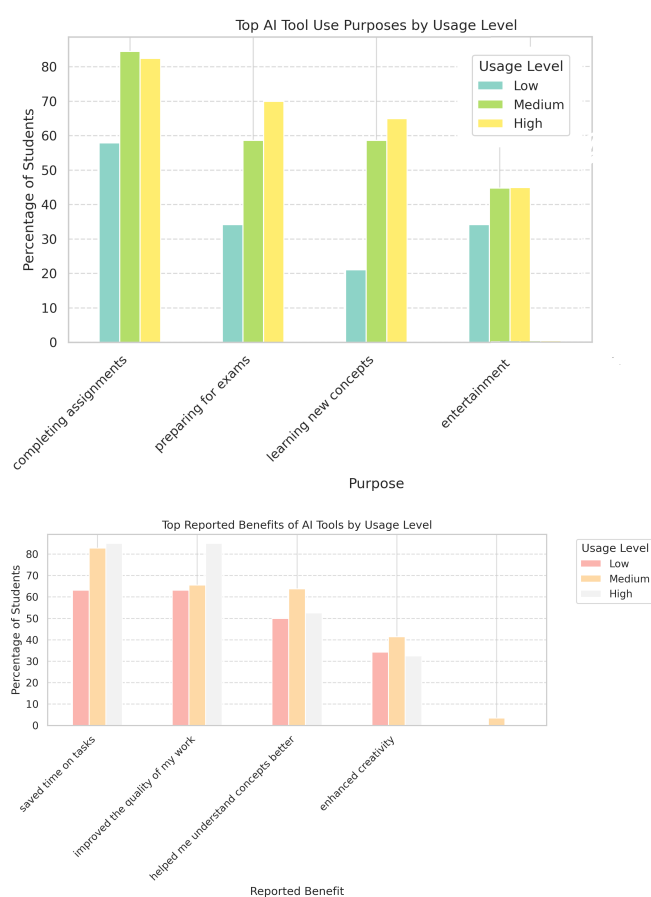 Top AI Tool Use Purposes by Usage Level
Percentage of Students
80
70
60
50
40
30
20
10
0
Usage Level
Low
Medium
High
completing assignments
preparing for exams
learning new concepts
entertainment
Purpose
Top Reported Benefits of AI Tools by Usage Level
Percentage of Students
80
70
60
50
40
30
20
10
0
Usage Level
Low
Medium
High
saved time on tasks
improved the quality of my work
helped me understand concepts better
enhanced creativity
Reported Benefit